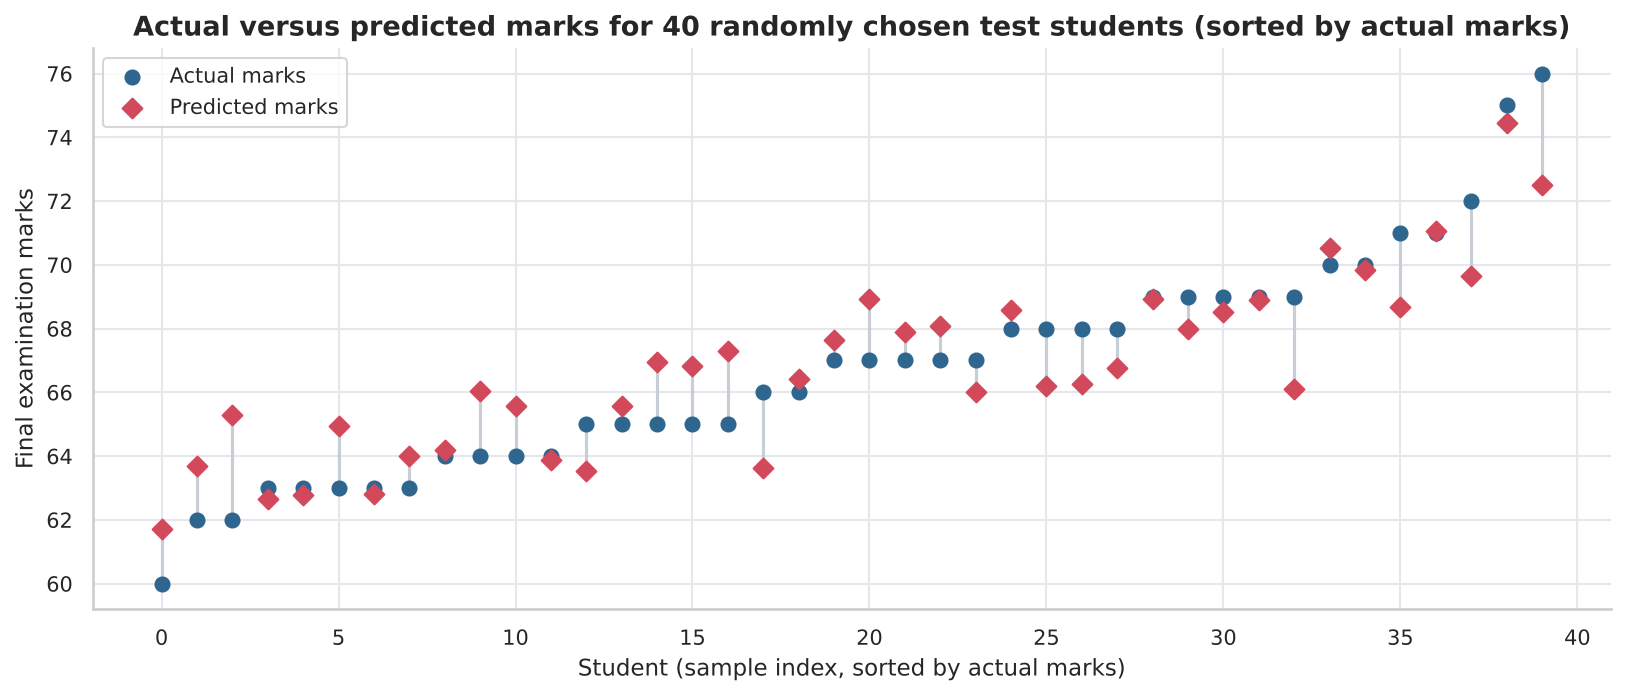 Actual versus predicted marks for 40 randomly chosen test students (sorted by actual marks)
Actual marks
Predicted marks
Final examination marks
76
74
72
70
68
66
64
62
60
0 5 10 15 20 25 30 35 40
Student (sample index, sorted by actual marks)